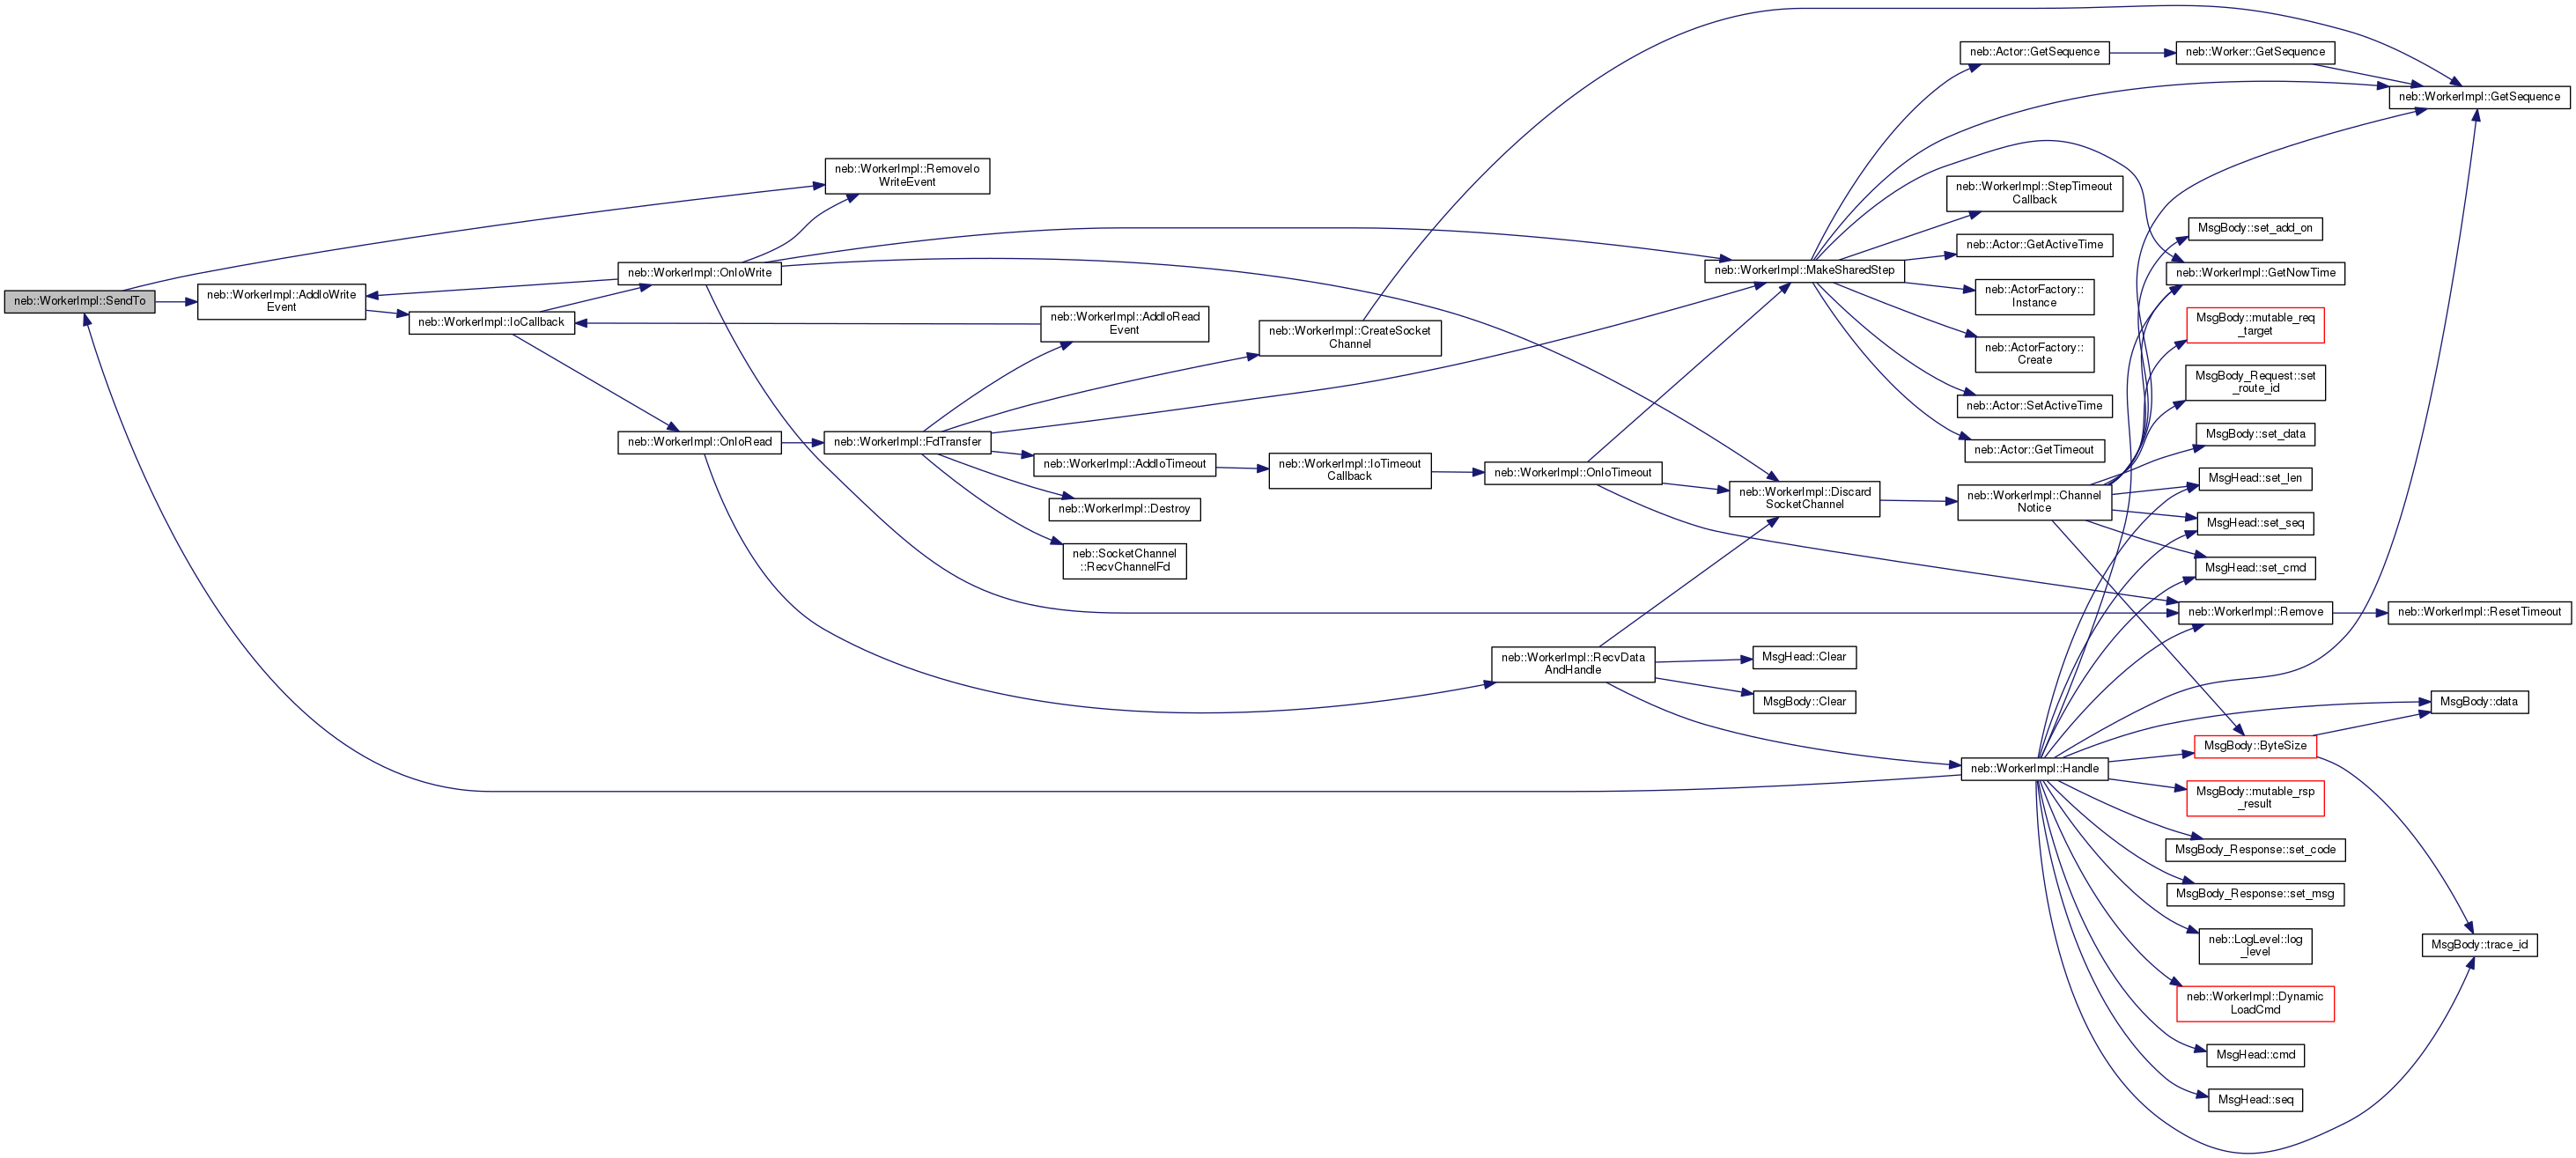 neb::WorkerImpl::SendTo
neb::WorkerImpl::AddIoWrite
Event
neb::WorkerImpl::IoCallback
neb::WorkerImpl::OnIoWrite
neb::WorkerImpl::OnIoRead
neb::WorkerImpl::RemoveIo
WriteEvent
neb::WorkerImpl::FdTransfer
neb::WorkerImpl::AddIoRead
Event
neb::WorkerImpl::AddIoTimeout
neb::WorkerImpl::Destroy
neb::SocketChannel
::RecvChannelFd
neb::WorkerImpl::CreateSocket
Channel
neb::WorkerImpl::IoTimeout
Callback
neb::WorkerImpl::OnIoTimeout
neb::WorkerImpl::RecvData
AndHandle
neb::WorkerImpl::MakeSharedStep
neb::WorkerImpl::Discard
SocketChannel
MsgHead::Clear
MsgBody::Clear
neb::Actor::GetSequence
neb::WorkerImpl::StepTimeout
Callback
neb::Actor::GetActiveTime
neb::ActorFactory::
Instance
neb::ActorFactory::
Create
neb::Actor::SetActiveTime
neb::Actor::GetTimeout
neb::WorkerImpl::Channel
Notice
neb::WorkerImpl::Handle
neb::Worker::GetSequence
MsgBody::set_add_on
neb::WorkerImpl::GetNowTime
MsgBody::mutable_req
_target
MsgBody_Request::set
_route_id
MsgBody::set_data
MsgHead::set_len
MsgHead::set_seq
MsgHead::set_cmd
neb::WorkerImpl::Remove
MsgBody::ByteSize
MsgBody::mutable_rsp
_result
MsgBody_Response::set_code
MsgBody_Response::set_msg
neb::LogLevel::log
_level
neb::WorkerImpl::Dynamic
LoadCmd
MsgHead::cmd
MsgHead::seq
neb::WorkerImpl::GetSequence
neb::WorkerImpl::ResetTimeout
MsgBody::data
MsgBody::trace_id